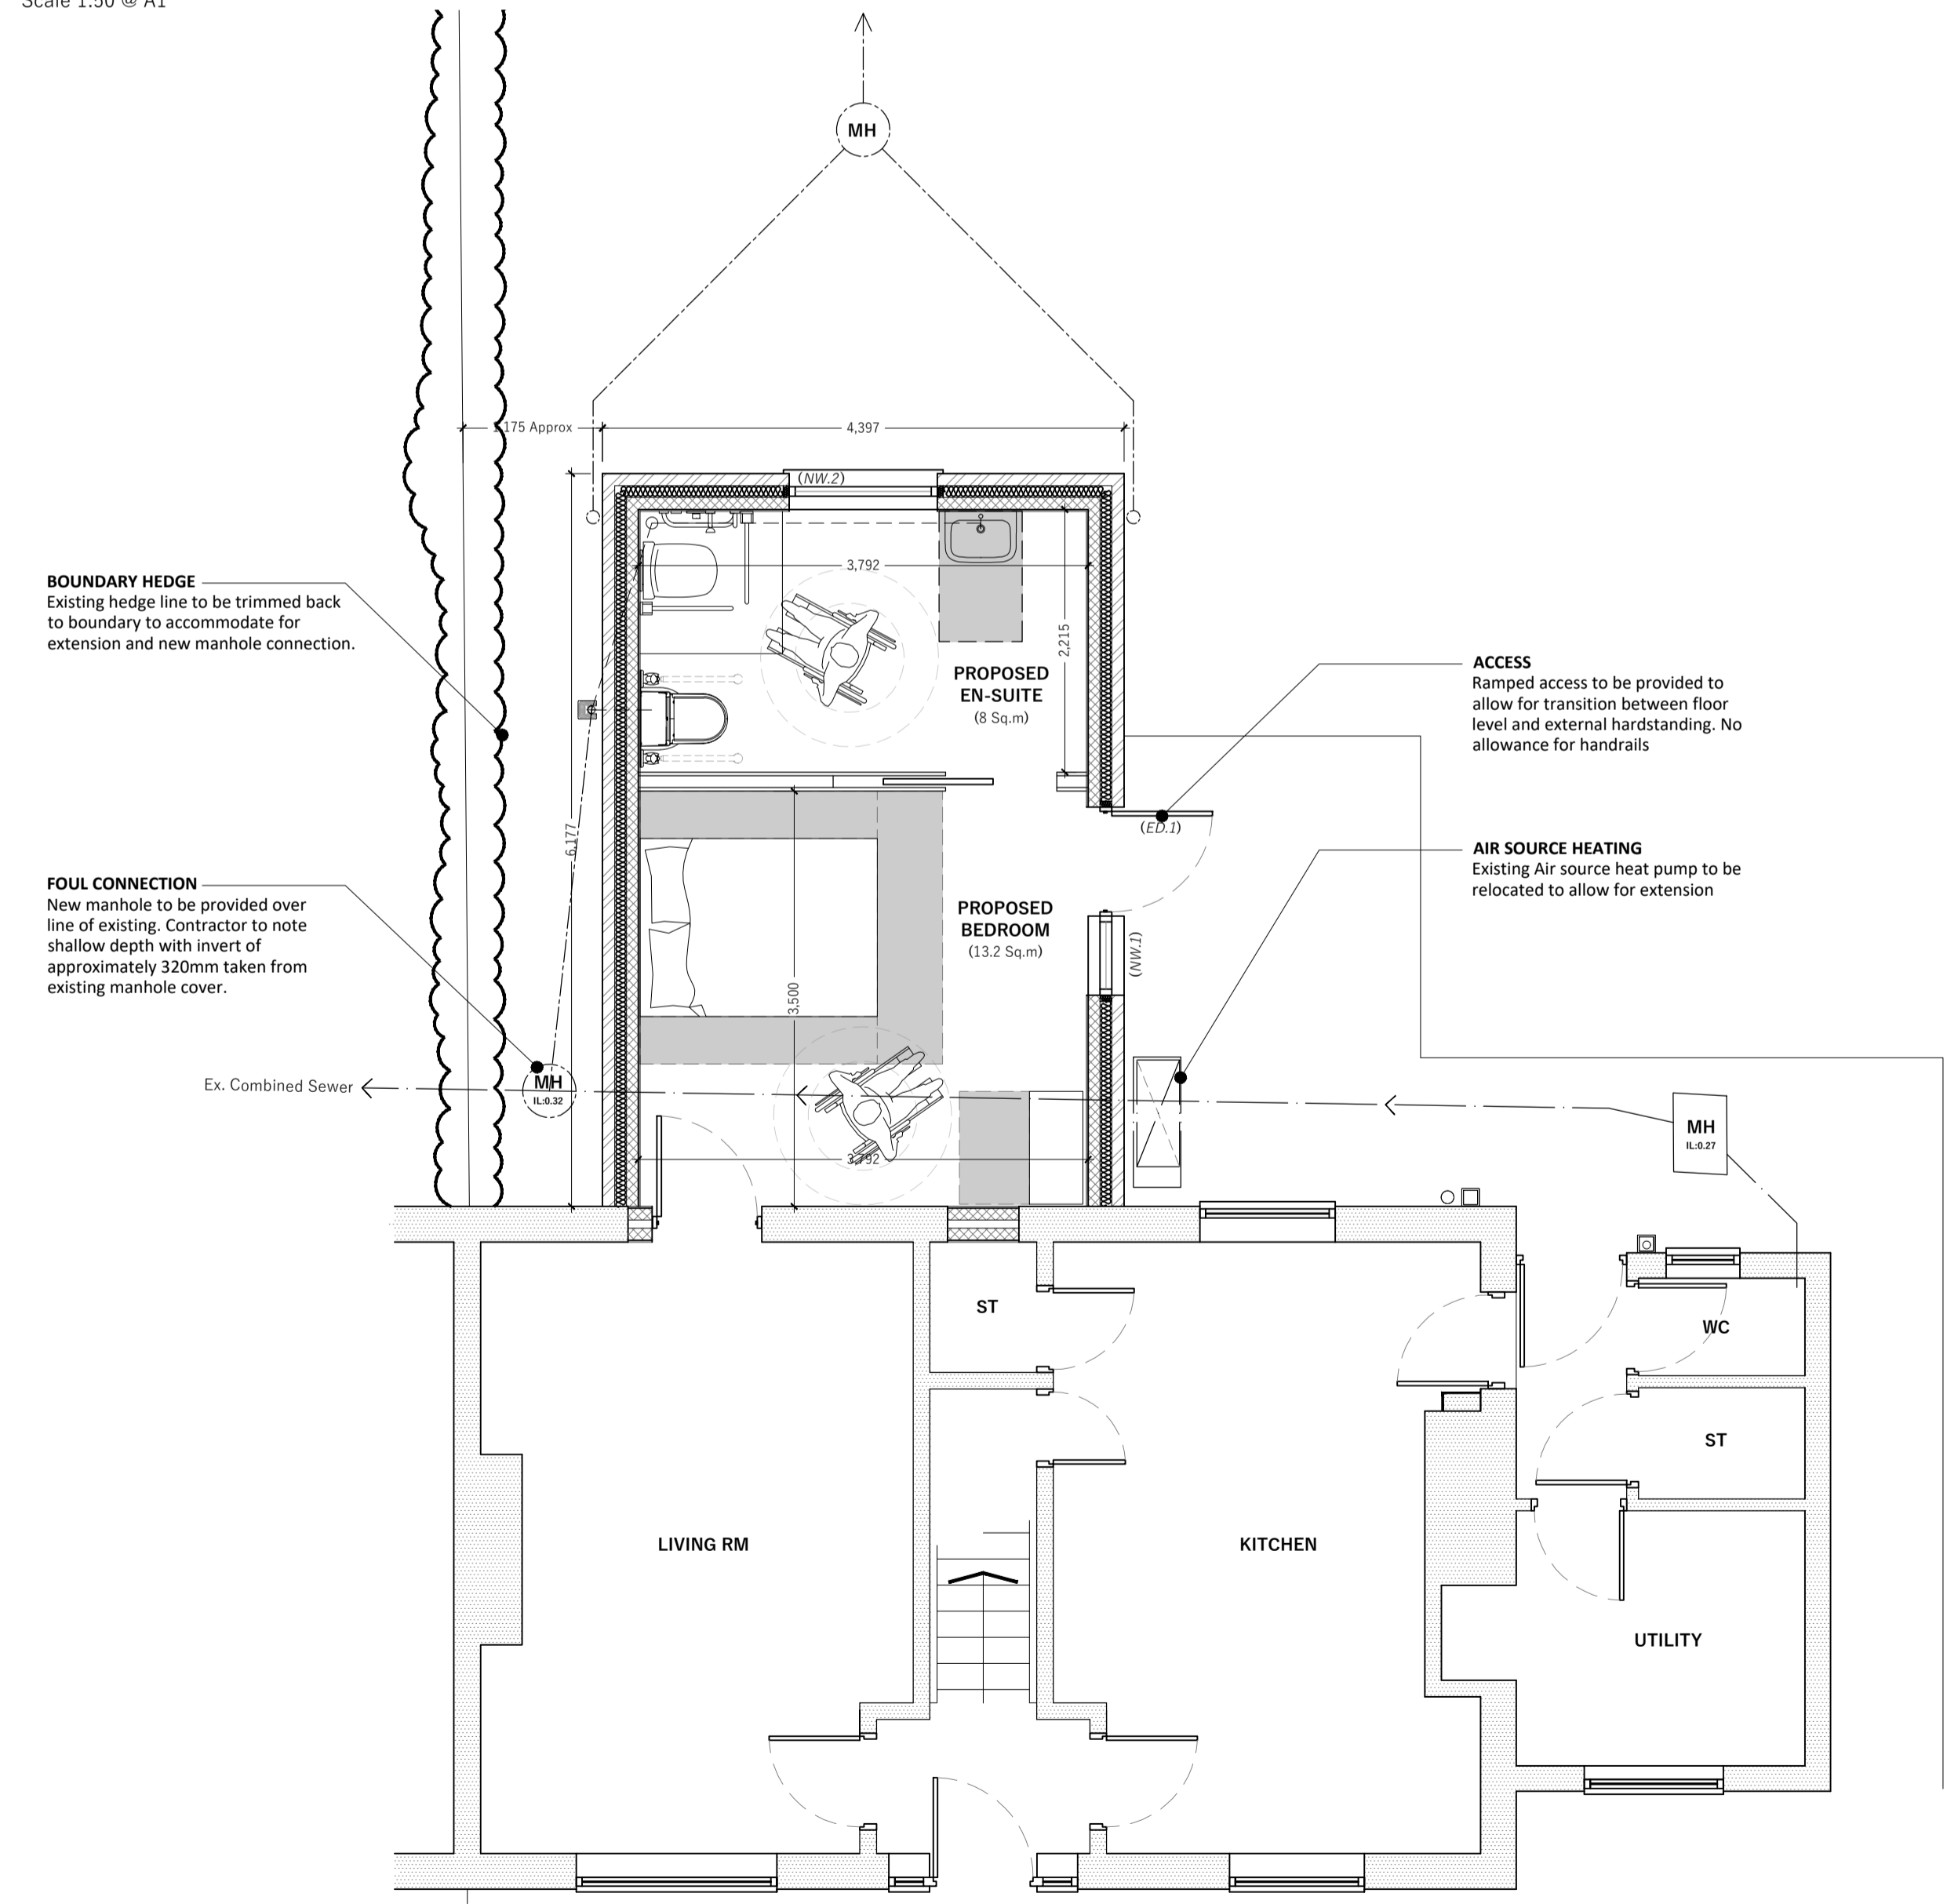 Scale 1:50 @ A1
MH
175 Approx
4,397
(NW.2)
3,792
2,215
BOUNDARY HEDGE
Existing hedge line to be trimmed back
to boundary to accommodate for
extension and new manhole connection.
PROPOSED
EN-SUITE
(8 Sq.m)
ACCESS
Ramped access to be provided to
allow for transition between floor
level and external hardstanding. No
allowance for handrails
(ED.1)
6,177
AIR SOURCE HEATING
Existing Air source heat pump to be
relocated to allow for extension
FOUL CONNECTION
New manhole to be provided over
line of existing. Contractor to note
shallow depth with invert of
approximately 320mm taken from
existing manhole cover.
PROPOSED
BEDROOM
(13.2 Sq.m)
(NW.1)
3,500
Ex. Combined Sewer
MH
IL:0.32
MH
IL:0.27
3,792
ST
WC
ST
LIVING RM
KITCHEN
UTILITY